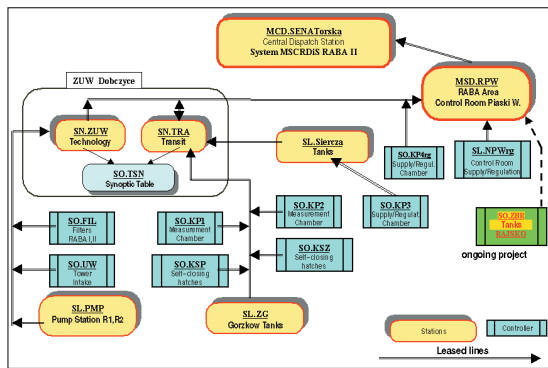 MCD.SENATorska
Central Dispatch Station
System MSCRDiS RABA II
MSD.RPW
RABA Area
Control Room Piaski W.
ZUW Dobczyce
SN.ZUW
Technology
SN.TRA
Transit
SO.TSN
Synoptic Table
SL.Siercza
Tanks
SO.KP4rg
Supply/Regut
Chamber
SL.NPWrg
Control Room
Supply/Regulation
SO.FIL
Filters
RABA I,II
SO.KP1
Measurement
Chamber
SO.KP2
Measurement
Chamber
SO.KP3
Supply/Regulat.
Chamber
SO.ZBR
Tanks
RAJSKO
ongoing project
SO.UW
Tower
Intake
SO.KSP
Self-closing
hatches
SO.KSZ
Self-closing
hatches
SL.PMP
Pump Station R1,R2
SL.ZG
Gorzkow Tanks
Stations
Controller
Leased lines